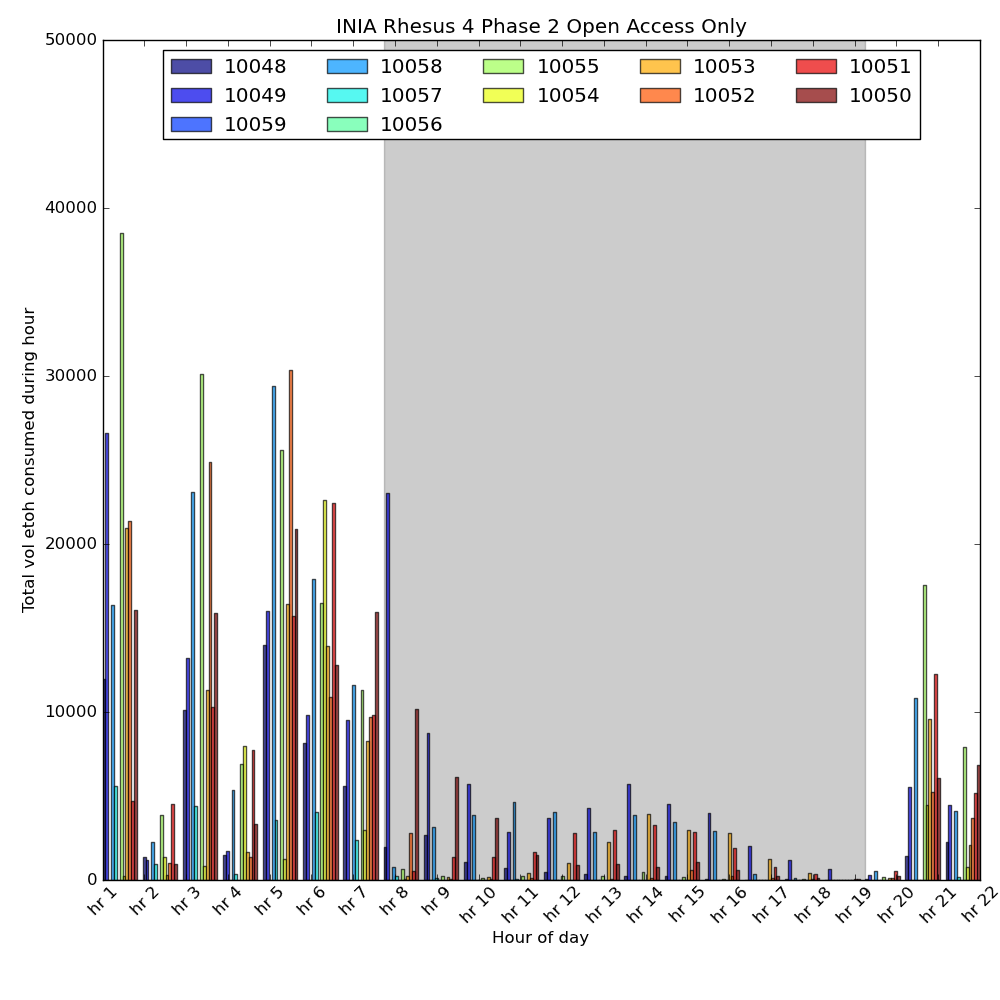 INIA Rhesus 4 Phase 2 Open Access Only
50000
40000
30000
20000
10000
0
Total vol etoh consumed during hour
10048 10058 10055 10053 10051
10049 10057 10054 10052 10050
10059 10056
hr 1 hr 2 hr 3 hr 4 hr 5 hr 6 hr 7 hr 8 hr 9 hr 10 hr 11 hr 12 hr 13 hr 14 hr 15 hr 16 hr 17 hr 18 hr 19 hr 20 hr 21 hr 22
Hour of day